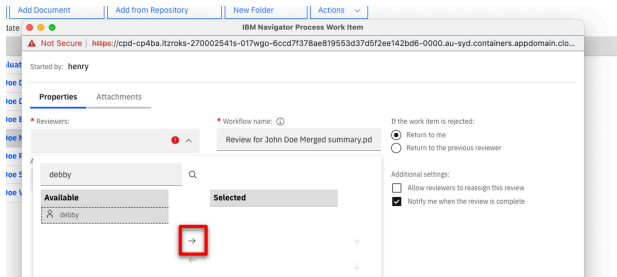 Add Document Add from Repository New Folder Actions
date IBM Navigator Process Work Item
Not Secure https://cpd-cp4ba.itzroks-270002541s-017wgo-6ccd7f378ae819553d37d5f2ee142bd6-0000.au-syd.containers.appdomain.clo...
Started by: henry
Properties Attachments
* Reviewers: * Workflow name: If the work item is rejected:
Review for John Doe Merged summary.pd Return to me
Return to the previous reviewer
debby Additional settings:
Available Selected Allow reviewers to reassign this review
debby Notify me when the review is complete